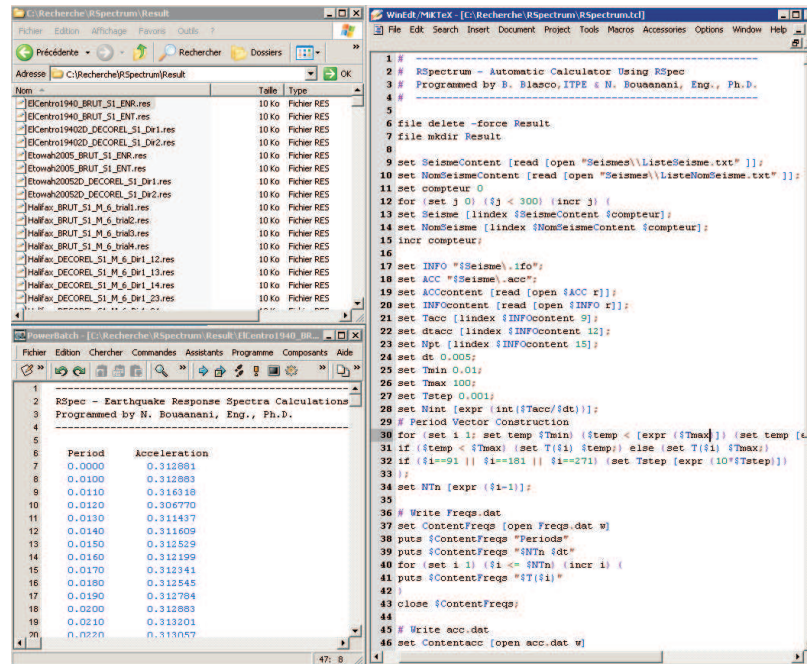 C:\Recherche\RSpectrum\Result
Fichier Edition Affichage Favoris Outils ?
Précédente Rechercher Dossiers
Adresse C:\Recherche\RSpectrum\Result OK
Nom Taille Type
ElCentro1940_BRUT_S1_ENR.res 10 Ko Fichier RES
ElCentro1940_BRUT_S1_ENT.res 10 Ko Fichier RES
ElCentro19402D_DECOREL_S1_Dir1.res 10 Ko Fichier RES
ElCentro19402D_DECOREL_S1_Dir2.res 10 Ko Fichier RES
Etowah2005_BRUT_S1_ENR.res 10 Ko Fichier RES
Etowah2005_BRUT_S1_ENT.res 10 Ko Fichier RES
Etowah20052D_DECOREL_S1_Dir1.res 10 Ko Fichier RES
Etowah20052D_DECOREL_S1_Dir2.res 10 Ko Fichier RES
Halifax_BRUT_S1_M_6_trial1.res 10 Ko Fichier RES
Halifax_BRUT_S1_M_6_trial2.res 10 Ko Fichier RES
Halifax_BRUT_S1_M_6_trial3.res 10 Ko Fichier RES
Halifax_BRUT_S1_M_6_trial4.res 10 Ko Fichier RES
Halifax_DECOREL_S1_M_6_Dir1_12.res 10 Ko Fichier RES
Halifax_DECOREL_S1_M_6_Dir1_13.res 10 Ko Fichier RES
Halifax_DECOREL_S1_M_6_Dir1_14.res 10 Ko Fichier RES
Halifax_DECOREL_S1_M_6_Dir1_23.res 10 Ko Fichier RES
PowerBatch - [C:\Recherche\RSpectrum\Result\ElCentro1940_BR...
Fichier Edition Chercher Commandes Assistants Programme Composants Aide
1 ------------------------------------------------
2 RSpec - Earthquake Response Spectra Calculations
3 Programmed by N. Bouaanani, Eng., Ph.D.
4 ------------------------------------------------
5
6 Period Acceleration
7 0.0000 0.312881
8 0.0100 0.312883
9 0.0110 0.316318
10 0.0120 0.306770
11 0.0130 0.311437
12 0.0140 0.311609
13 0.0150 0.312529
14 0.0160 0.312199
15 0.0170 0.312341
16 0.0180 0.312545
17 0.0190 0.312784
18 0.0200 0.312883
19 0.0210 0.313201
20 0.0220 0.313057
47: 8
WinEdt/MiKTeX - [C:\Recherche\RSpectrum\RSpectrum.tcl]
File Edit Search Insert Document Project Tools Macros Accessories Options Window Help
1 # ------------------------------------------------
2 # RSpectrum - Automatic Calculator Using RSpec
3 # Programmed by B. Blasco,ITPE & N. Bouaanani, Eng., Ph.D.
4 # ------------------------------------------------
5
6 file delete -force Result
7 file mkdir Result
8
9 set SeismeContent [read [open "Seismes\\ListeSeisme.txt" ]];
10 set NomSeismeContent [read [open "Seismes\\ListeNomSeisme.txt" ]];
11 set compteur 0
12 for {set j 0} {$j < 300} {incr j} {
13 set Seisme [lindex $SeismeContent $compteur];
14 set NomSeisme [lindex $NomSeismeContent $compteur];
15 incr compteur;
16
17 set INFO "$Seisme\.1fo";
18 set ACC "$Seisme\.acc";
19 set ACCcontent [read [open $ACC r]];
20 set INFOcontent [read [open $INFO r]];
21 set Tacc [lindex $INFOcontent 9];
22 set dtacc [lindex $INFOcontent 12];
23 set Npt [lindex $INFOcontent 15];
24 set dt 0.005;
25 set Tmin 0.01;
26 set Tmax 100;
27 set Tstep 0.001;
28 set Nint [expr (int($Tacc/$dt))];
29 # Period Vector Construction
30 for {set i 1; set temp $Tmin} {$temp < [expr ($Tmax)]} {set temp [e
31 if {$temp < $Tmax} {set T($i) $temp;} else {set T($i) $Tmax;}
32 if {$i==91 || $i==181 || $i==271} {set Tstep [expr (10*$Tstep)]}
33 };
34 set NTn [expr ($i-1)];
35
36 # Write Freqs.dat
37 set ContentFreqs [open Freqs.dat w]
38 puts $ContentFreqs "Periods"
39 puts $ContentFreqs "$NTn $dt"
40 for {set i 1} {$i <= $NTn} {incr i} {
41 puts $ContentFreqs "$T($i)"
42 }
43 close $ContentFreqs;
44
45 # Write acc.dat
46 set Contentacc [open acc.dat w]